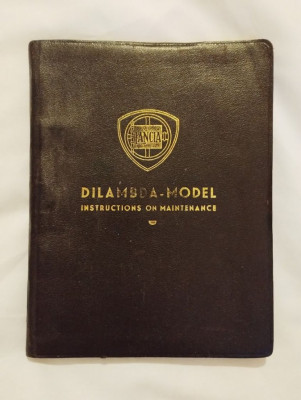 LANCIA
DILAMBDA-MODEL
INSTRUCTIONS ON MAINTENANCE